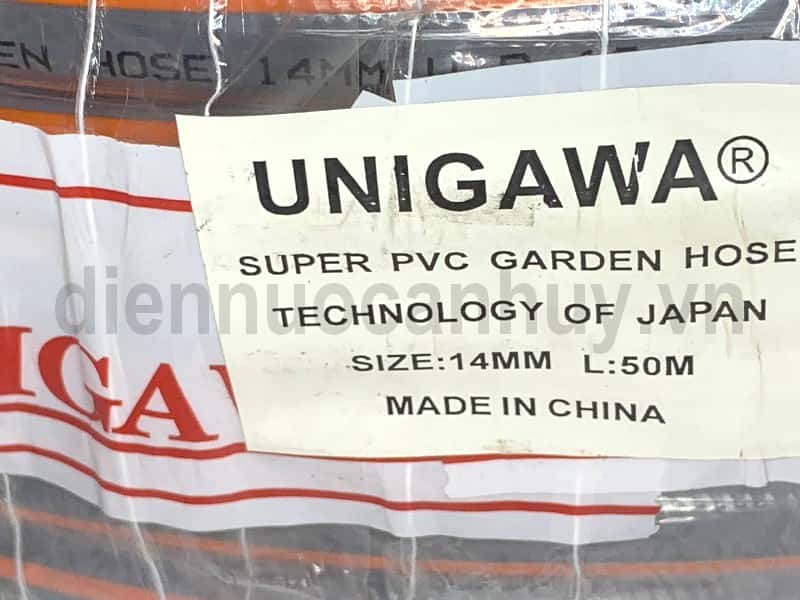 EN HOSE 14MM
UNIGAWA®
SUPER PVC GARDEN HOSE
TECHNOLOGY OF JAPAN
SIZE:14MM L:50M
MADE IN CHINA
IGAW
diennuocanhuy.vn